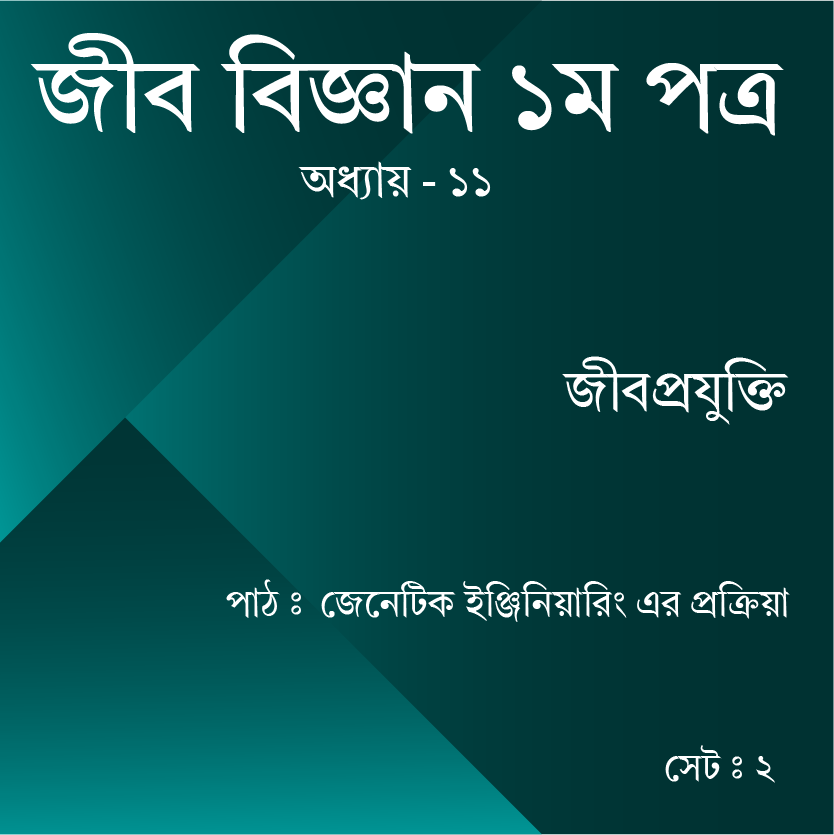 জীব বিজ্ঞান ১ম পত্র
অধ্যায় - ১১
জীবপ্রযুক্তি
পাঠ ঃ জেনেটিক ইঞ্জিনিয়ারিং এর প্রক্রিয়া
সেট ঃ ২